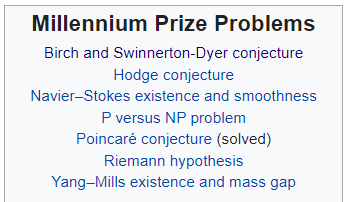 Millennium Prize Problems
Birch and Swinnerton-Dyer conjecture
Hodge conjecture
Navier–Stokes existence and smoothness
P versus NP problem
Poincaré conjecture (solved)
Riemann hypothesis
Yang–Mills existence and mass gap